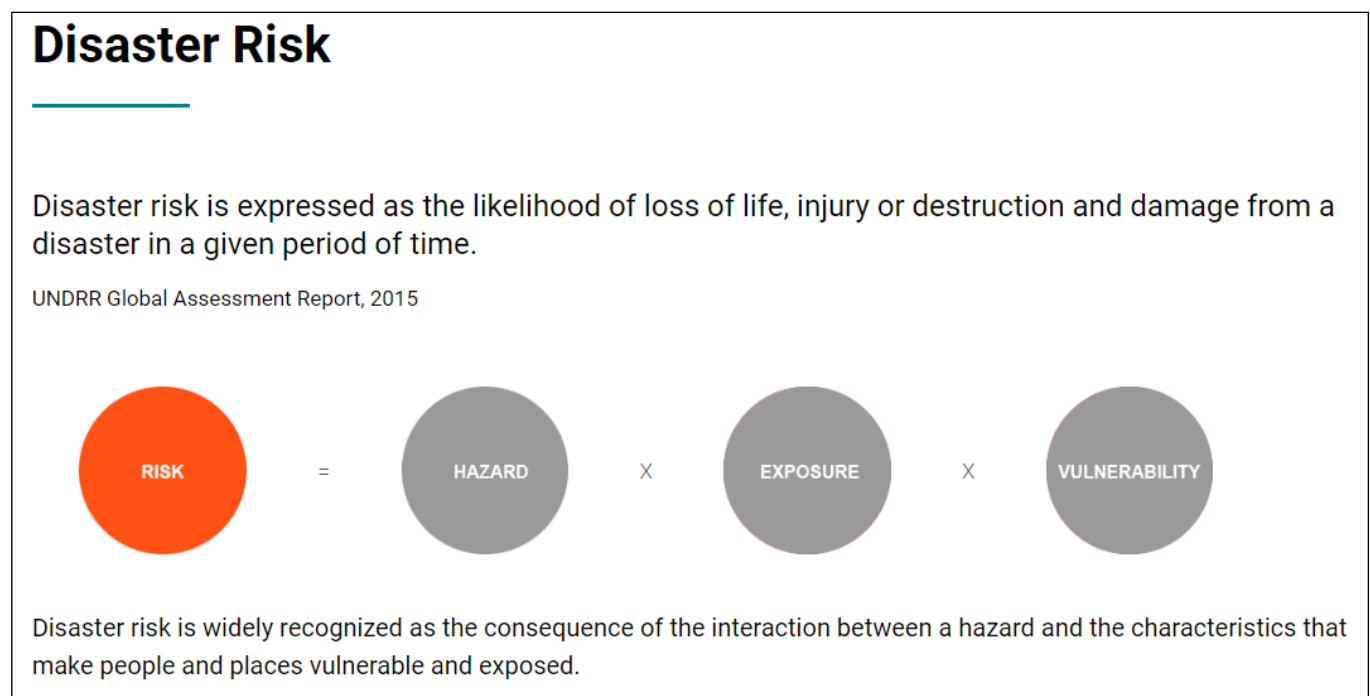 Disaster Risk
Disaster risk is expressed as the likelihood of loss of life, injury or destruction and damage from a
disaster in a given period of time.
UNDRR Global Assessment Report, 2015
RISK = HAZARD X EXPOSURE X VULNERABILITY
Disaster risk is widely recognized as the consequence of the interaction between a hazard and the characteristics that
make people and places vulnerable and exposed.